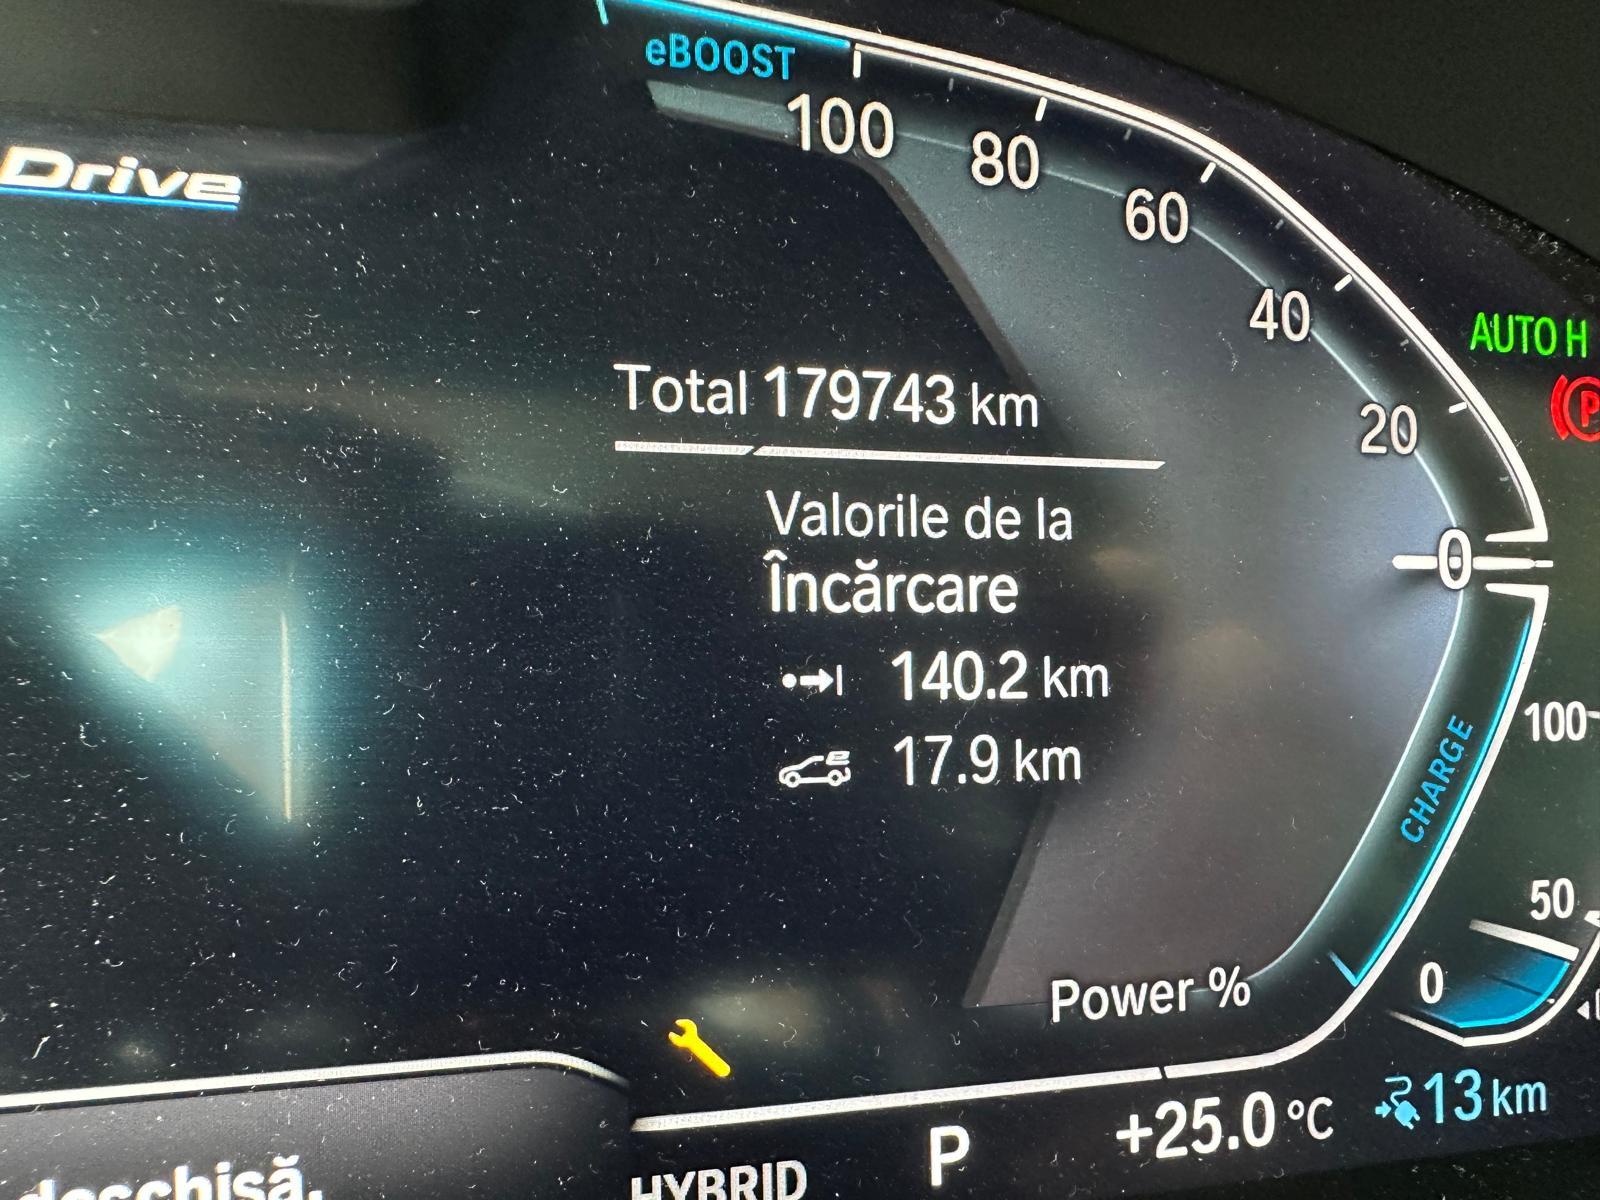 eBOOST
100
80
Drive
60
40
AUTO H
P
Total 179743 km
20
Valorile de la
Încărcare
0
140.2 km
100
17.9 km
CHARGE
50
0
Power %
+25.0 °C
13 km
P
HYBRID
deschisă.